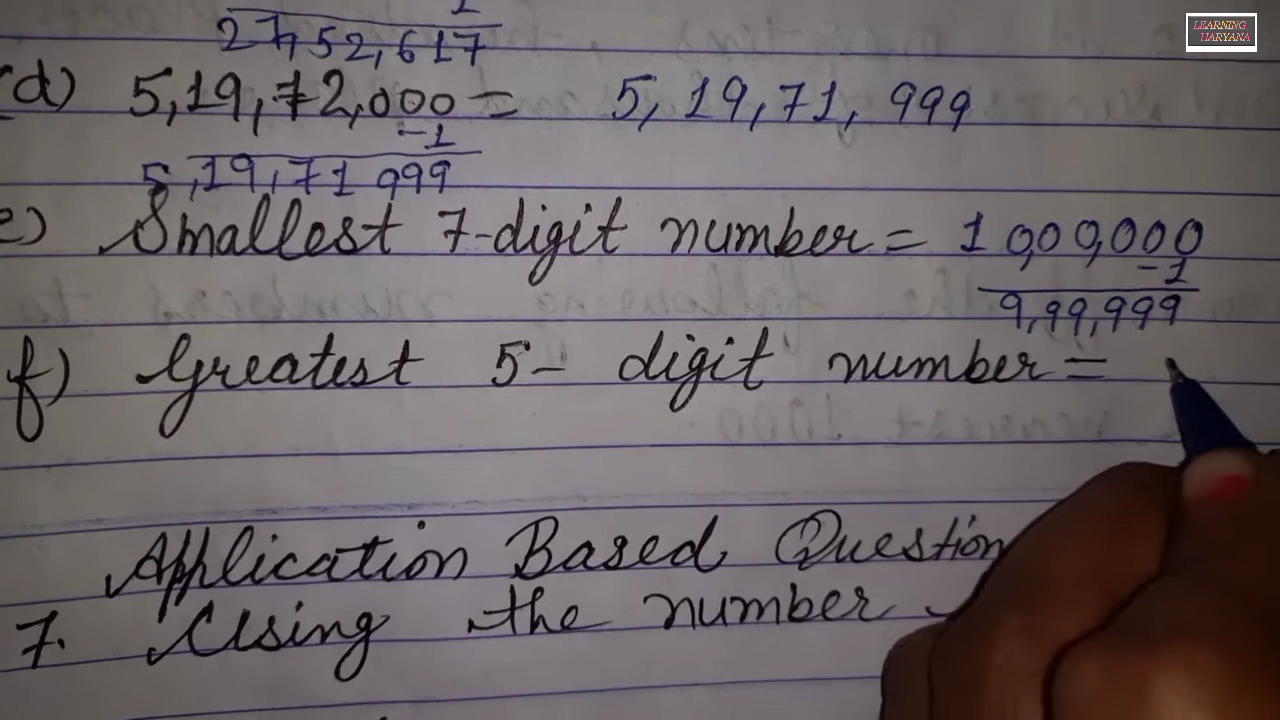 1
27,52,617
(d) 5,19,72,000 = 5,19,71,999
-1
5,19,71 999
e) Smallest 7-digit number = 10,00,000
-1
9,99,999
f) Greatest 5- digit number =
Application Based Question
7. Using the number
LEARNING
HARYANA